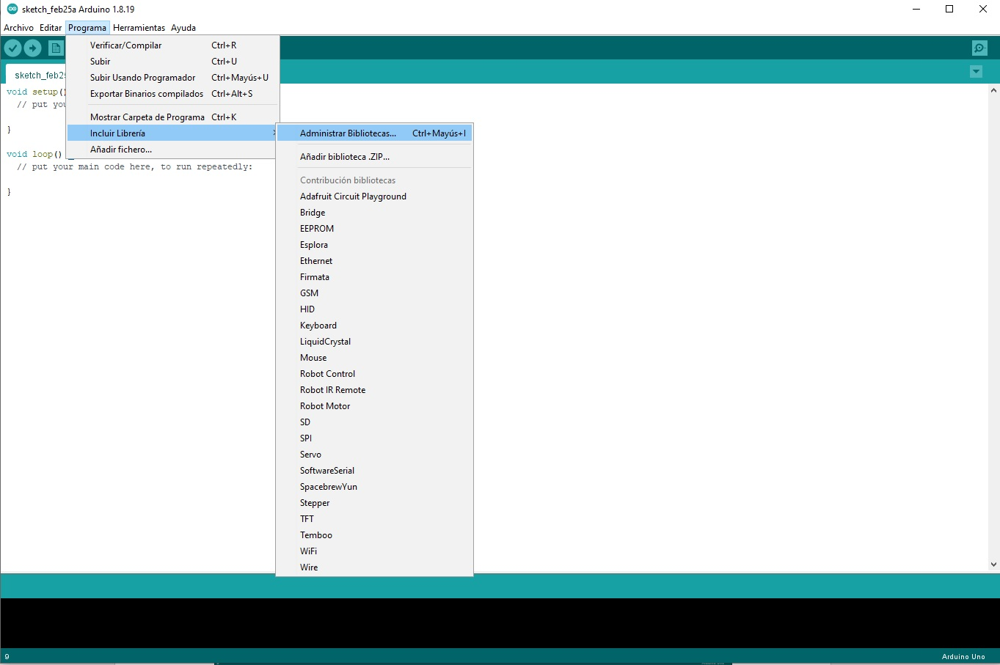 sketch_feb25a Arduino 1.8.19
Archivo Editar Programa Herramientas Ayuda
Verificar/Compilar Ctrl+R
Subir Ctrl+U
Subir Usando Programador Ctrl+Mayús+U
Exportar Binarios compilados Ctrl+Alt+S
Mostrar Carpeta de Programa Ctrl+K
Incluir Librería
Añadir fichero...
sketch_feb25
void setup()
// put you
}
void loop()
// put your main code here, to run repeatedly:
}
Administrar Bibliotecas... Ctrl+Mayús+I
Añadir biblioteca .ZIP...
Contribución bibliotecas
Adafruit Circuit Playground
Bridge
EEPROM
Esplora
Ethernet
Firmata
GSM
HID
Keyboard
LiquidCrystal
Mouse
Robot Control
Robot IR Remote
Robot Motor
SD
SPI
Servo
SoftwareSerial
SpacebrewYun
Stepper
TFT
Temboo
WiFi
Wire
9 Arduino Uno